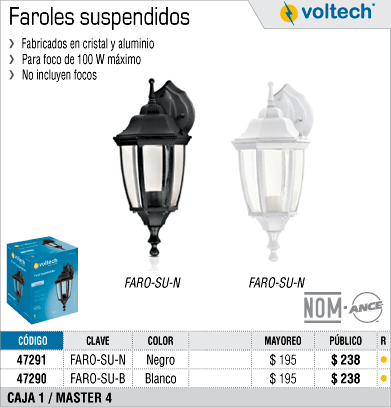 Faroles suspendidos
voltech®
❯ Fabricados en cristal y aluminio
❯ Para foco de 100 W máximo
❯ No incluyen focos
voltech
FARO-SU-N
FARO-SU-N
NOM-ANCE
CÓDIGO CLAVE COLOR MAYOREO PÚBLICO R
47291 FARO-SU-N Negro $ 195 $ 238
47290 FARO-SU-B Blanco $ 195 $ 238
CAJA 1 / MASTER 4